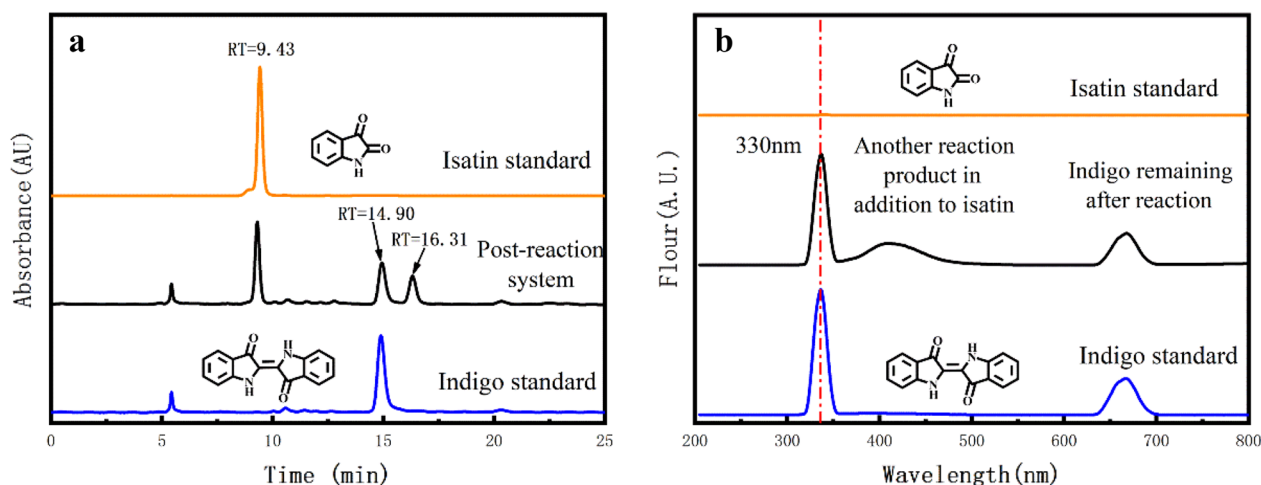 a
RT=9.43
O
O
N
H
Isatin standard
RT=14.90
RT=16.31
Post-reaction
system
O
H
N
N
H
O
Indigo standard
Absorbance(AU)
0
5
10
15
20
25
Time (min)
b
O
O
N
H
Isatin standard
330nm
Another reaction
product in
addition to isatin
Indigo remaining
after reaction
O
H
N
N
H
O
Indigo standard
Flour(A.U.)
200
300
400
500
600
700
800
Wavelength(nm)